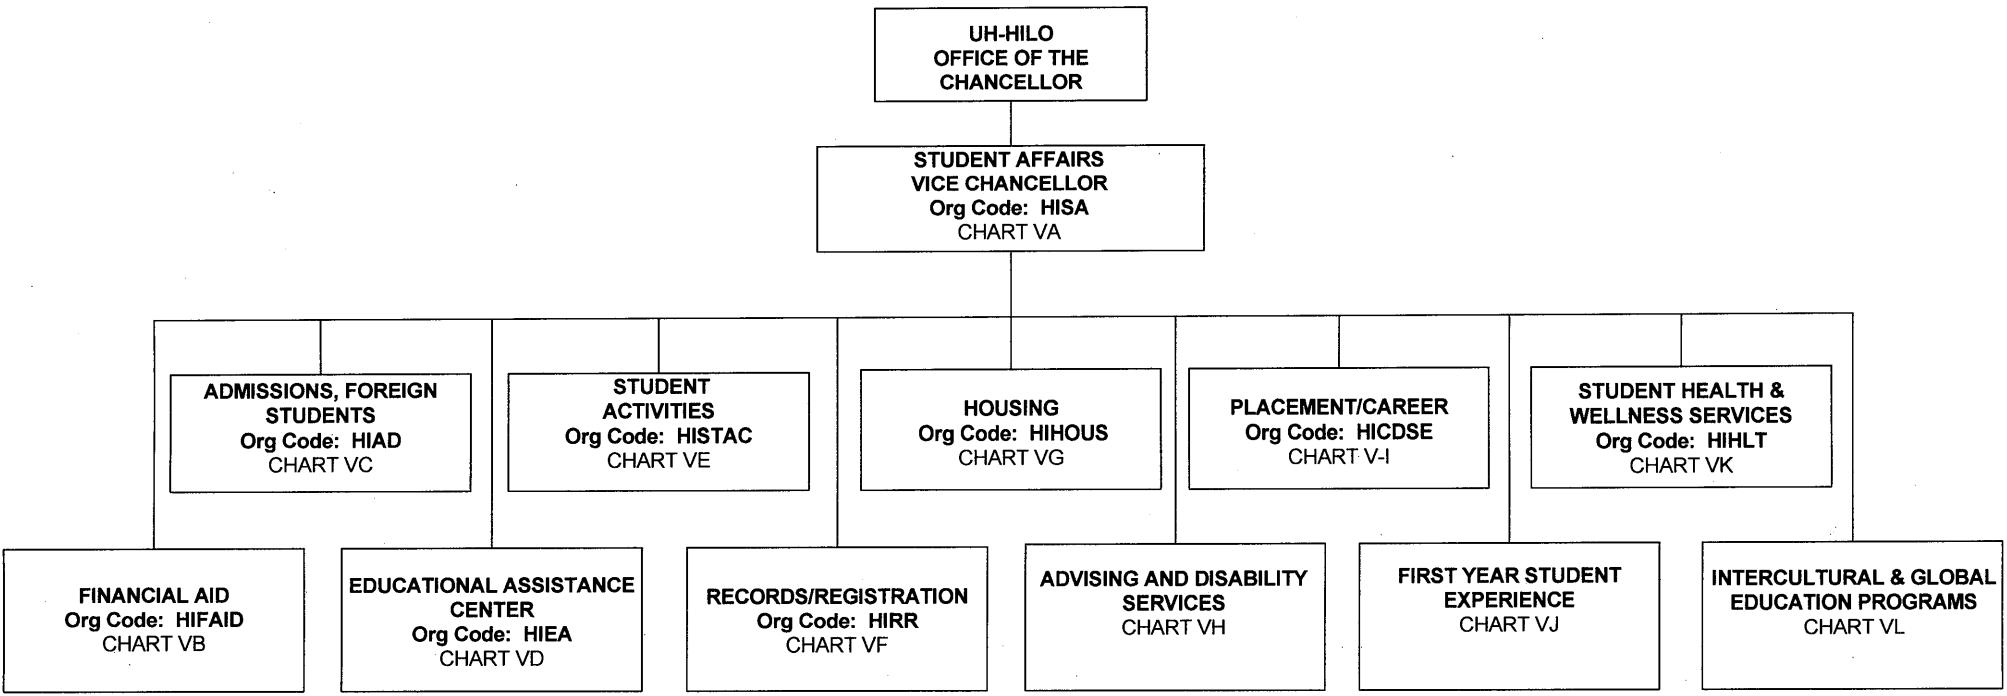 UH-HILO
OFFICE OF THE
CHANCELLOR
STUDENT AFFAIRS
VICE CHANCELLOR
Org Code: HISA
CHART VA
ADMISSIONS, FOREIGN
STUDENTS
Org Code: HIAD
CHART VC
STUDENT
ACTIVITIES
Org Code: HISTAC
CHART VE
HOUSING
Org Code: HIHOUS
CHART VG
PLACEMENT/CAREER
Org Code: HICDSE
CHART V-I
STUDENT HEALTH &
WELLNESS SERVICES
Org Code: HIHLT
CHART VK
FINANCIAL AID
Org Code: HIFAID
CHART VB
EDUCATIONAL ASSISTANCE
CENTER
Org Code: HIEA
CHART VD
RECORDS/REGISTRATION
Org Code: HIRR
CHART VF
ADVISING AND DISABILITY
SERVICES
CHART VH
FIRST YEAR STUDENT
EXPERIENCE
CHART VJ
INTERCULTURAL & GLOBAL
EDUCATION PROGRAMS
CHART VL